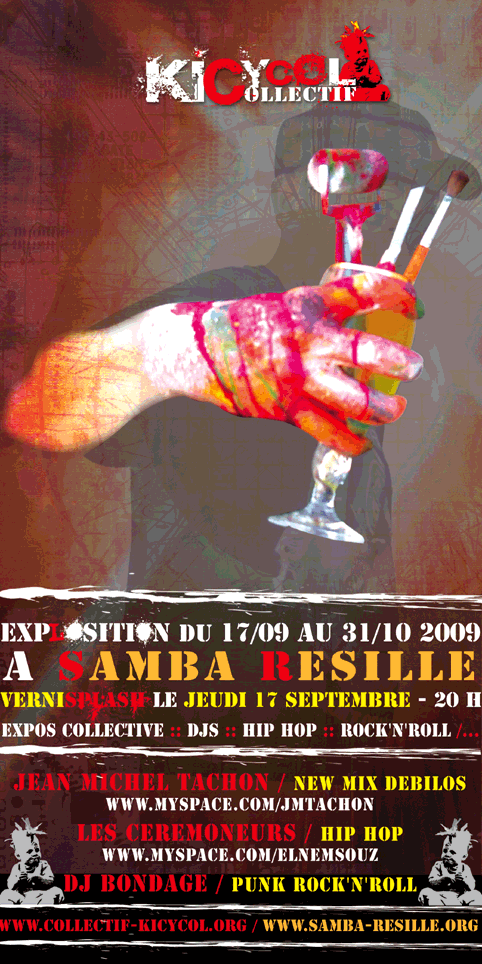 KICYCOL
COLLECTIF
EXPLOSITION DU 17/09 AU 31/10 2009
A SAMBA RESILLE
VERNISPLASH LE JEUDI 17 SEPTEMBRE - 20 H
EXPOS COLLECTIVE :: DJS :: HIP HOP :: ROCK'N'ROLL /...
JEAN MICHEL TACHON / NEW MIX DEBILOS
WWW.MYSPACE.COM/JMTACHON
LES CEREMONEURS / HIP HOP
WWW.MYSPACE.COM/ELNEMSOUZ
DJ BONDAGE / PUNK ROCK'N'ROLL
WWW.COLLECTIF-KICYCOL.ORG / WWW.SAMBA-RESILLE.ORG